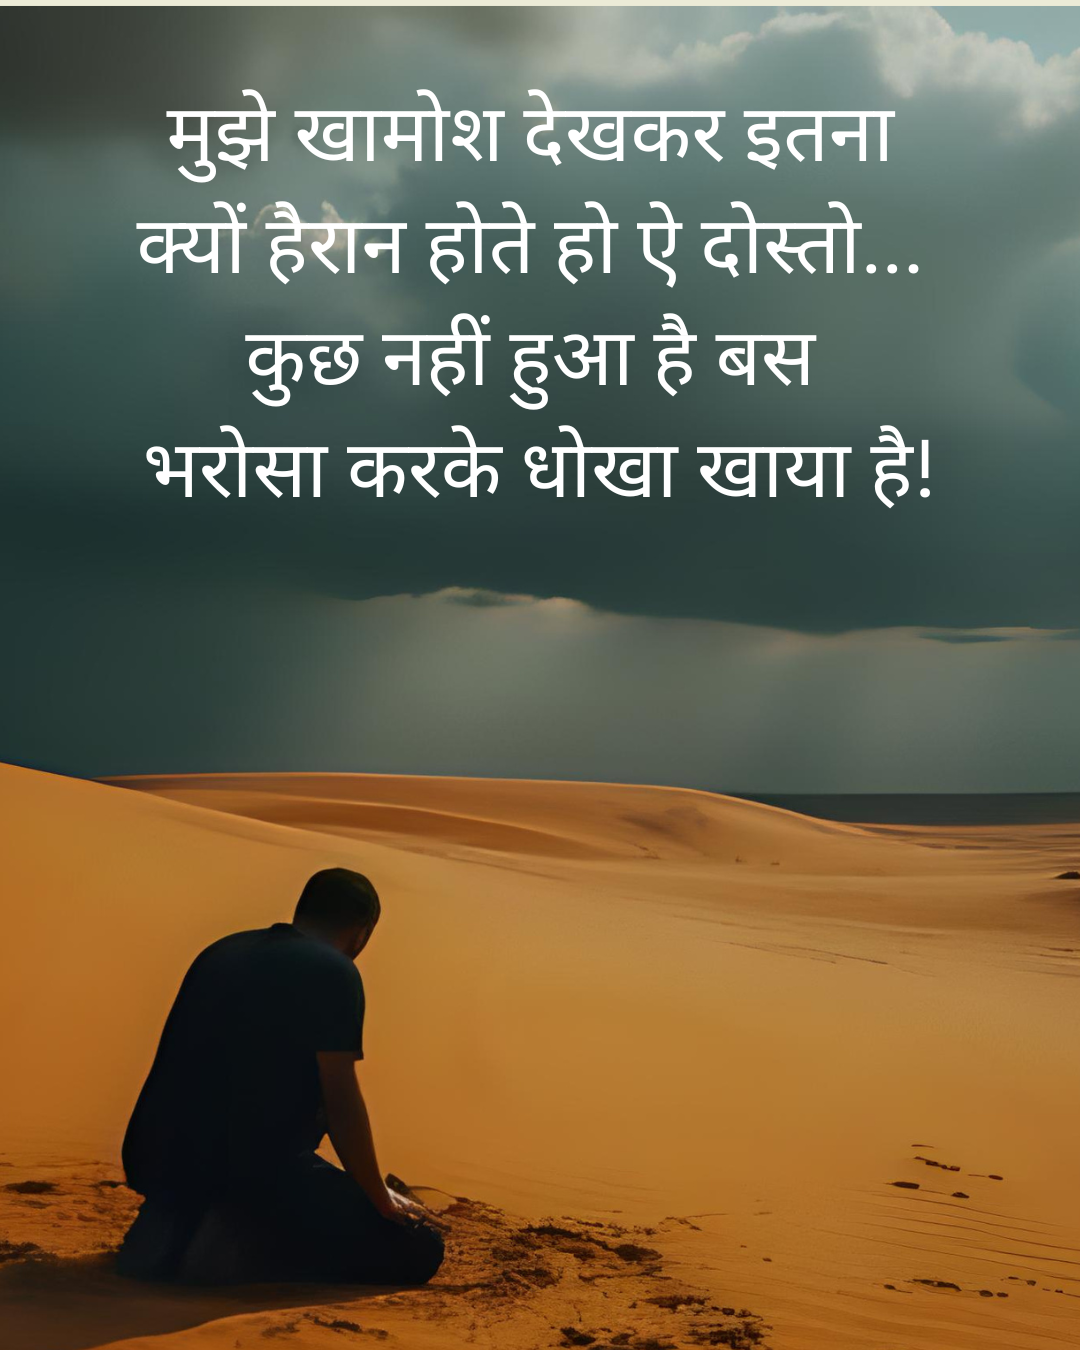 मुझे खामोश देखकर इतना
क्यों हैरान होते हो ऐ दोस्तो...
कुछ नहीं हुआ है बस
भरोसा करके धोखा खाया है!